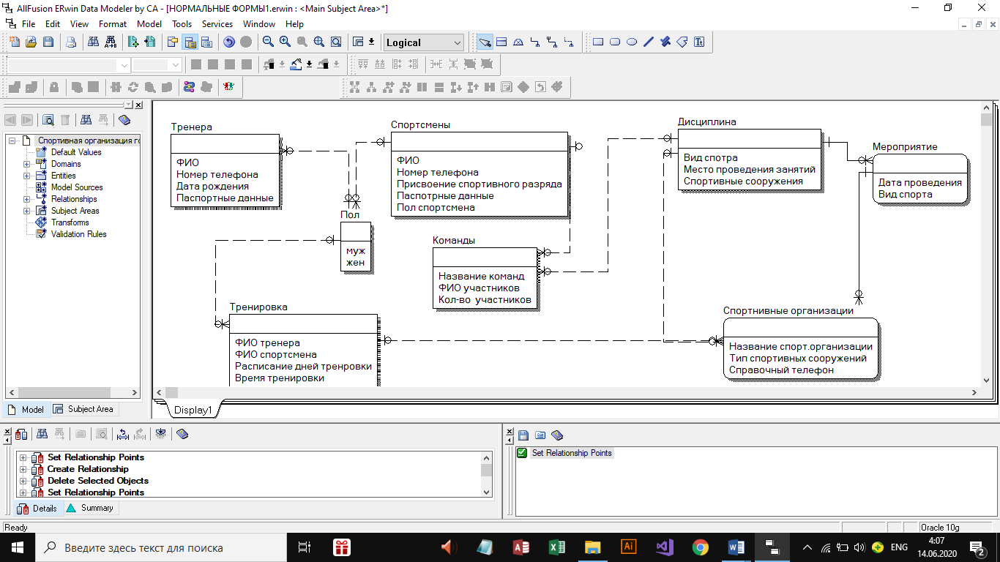 AllFusion ERwin Data Modeler by CA - [НОРМАЛЬНЫЕ ФОРМЫ1.erwin : <Main Subject Area>*]
File Edit View Format Model Tools Services Window Help
Logical
Спортивная организация го
Default Values
Domains
Entities
Model Sources
Relationships
Subject Areas
Transforms
Validation Rules
Model Subject Area
Тренера
ФИО
Номер телефона
Дата рождения
Паспортные данные
Спортсмены
ФИО
Номер телефона
Присвоение спортивного разряда
Паспотрные данные
Пол спортсмена
Дисциплина
Вид спотра
Место проведения занятий
Спортивные сооружения
Мероприятие
Дата проведения
Вид спорта
Пол
муж
жен
Команды
Название команд
ФИО участников
Кол-во участников
Тренировка
ФИО тренера
ФИО спортсмена
Расписание дней тренровки
Время тренировки
Спортнивные организации
Название спорт.организации
Тип спортивных сооружений
Справочный телефон
Display1
Set Relationship Points
Create Relationship
Delete Selected Objects
Set Relationship Points
Details Summary
Set Relationship Points
Ready
Oracle 10g
Введите здесь текст для поиска
ENG
4:07
14.06.2020
2